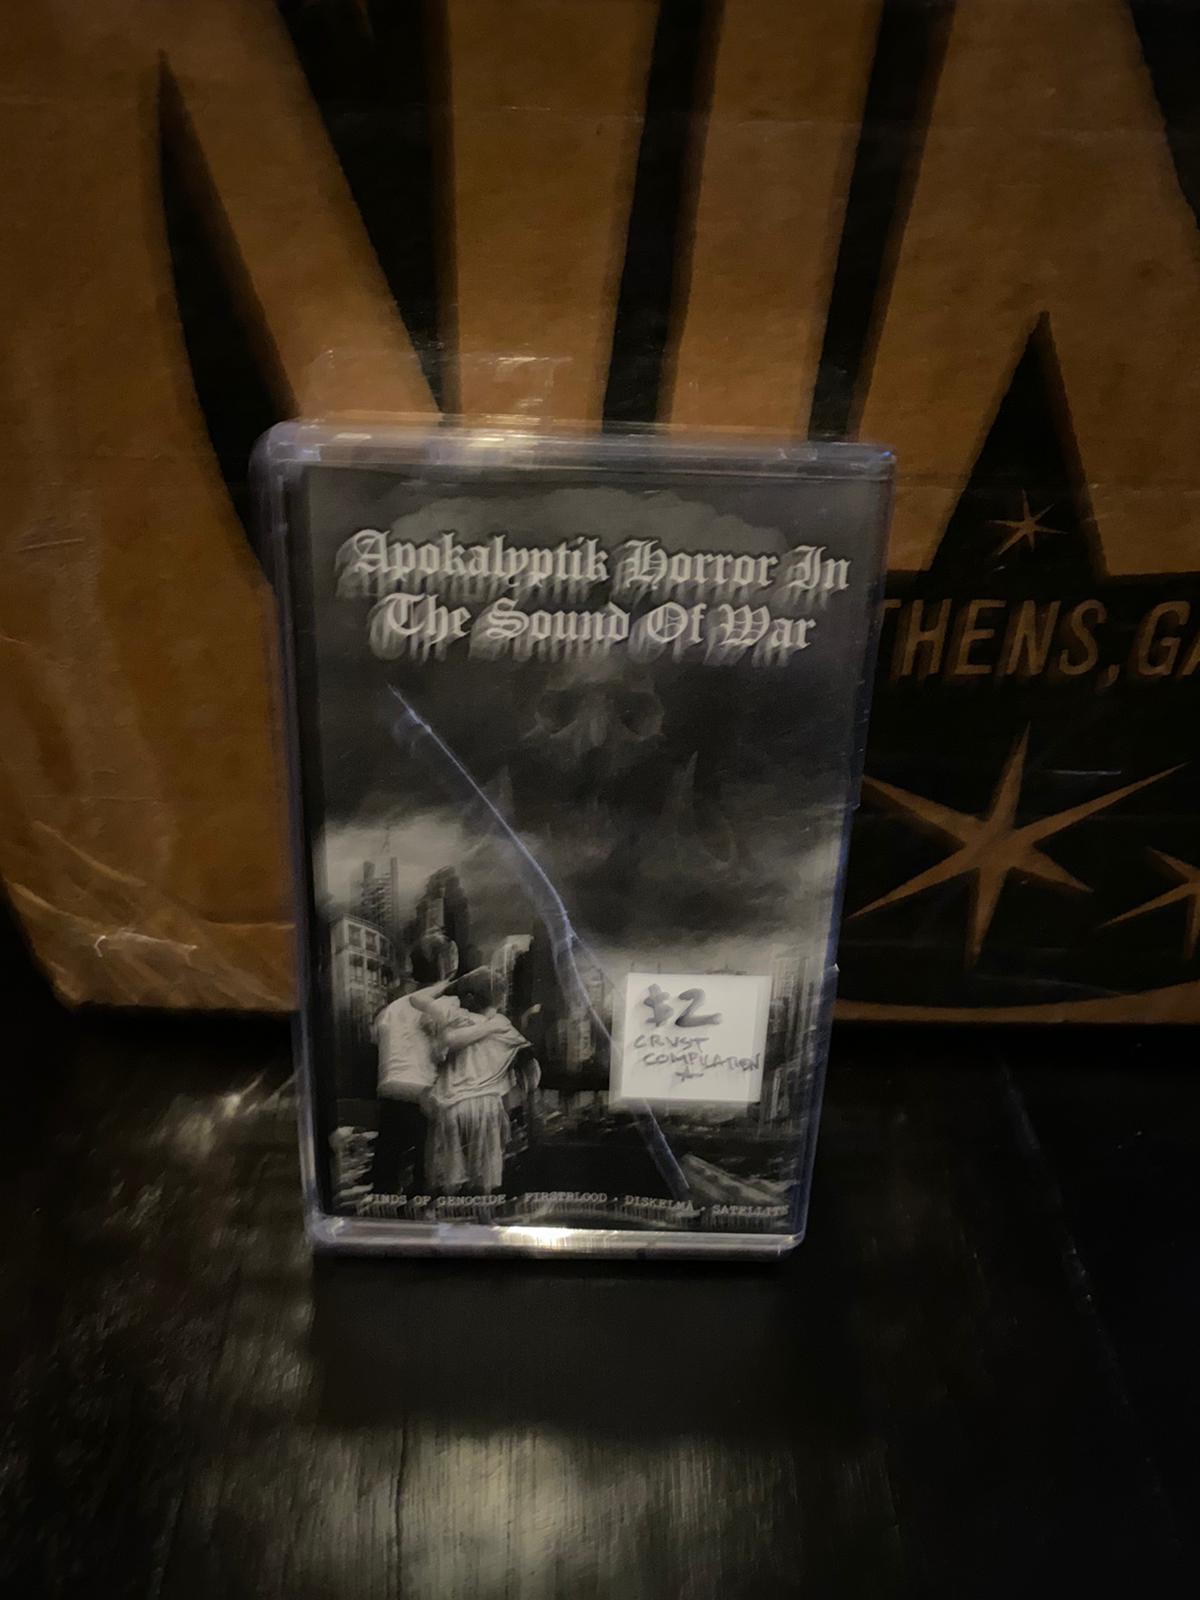 Apokalyptik Horror In
The Sound Of War
THENS, GA
$2
CRUST
COMPILATION
WINDS OF GENOCIDE · FIRSTBLOOD · DISKELMÄ · SATELLITE